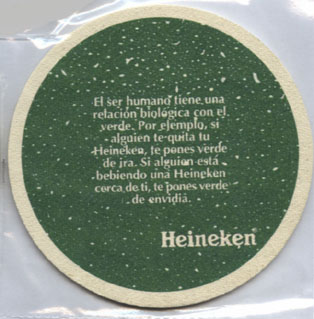 El ser humano tiene una
relación biológica con el
verde. Por ejemplo, si
alguien te quita tu
Heineken, te pones verde
de ira. Si alguien está
bebiendo una Heineken
cerca de ti, te pones verde
de envidia.
Heineken